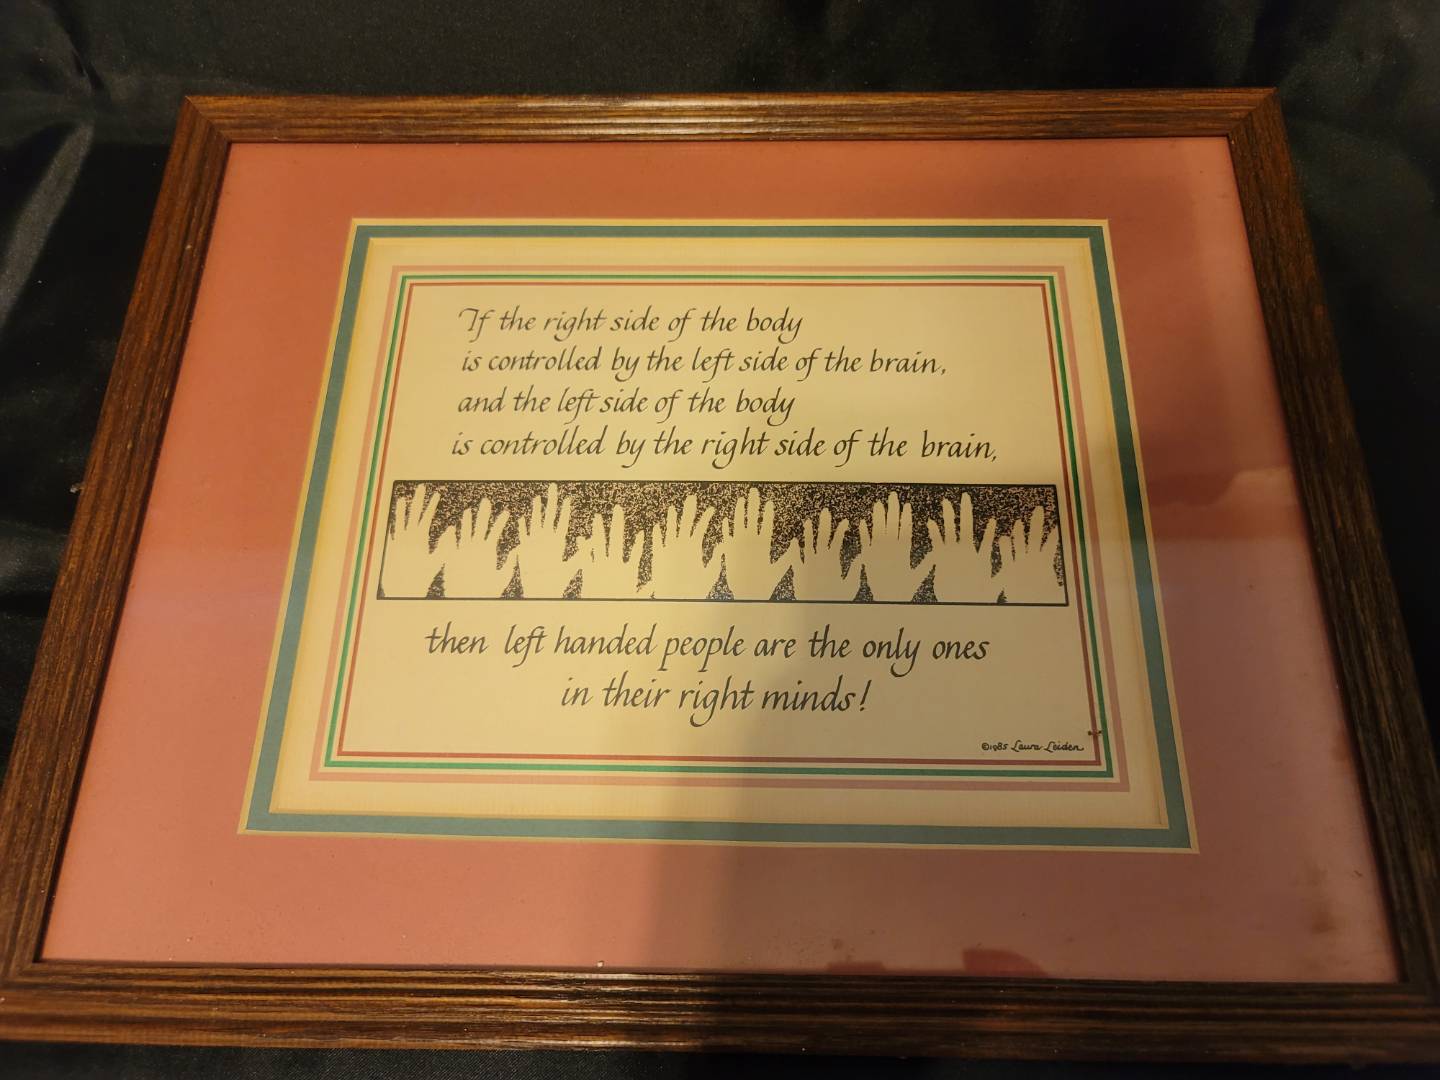 If the right side of the body
is controlled by the left side of the brain,
and the left side of the body
is controlled by the right side of the brain,
then left handed people are the only ones
in their right minds!
©1985 Laura Leiden